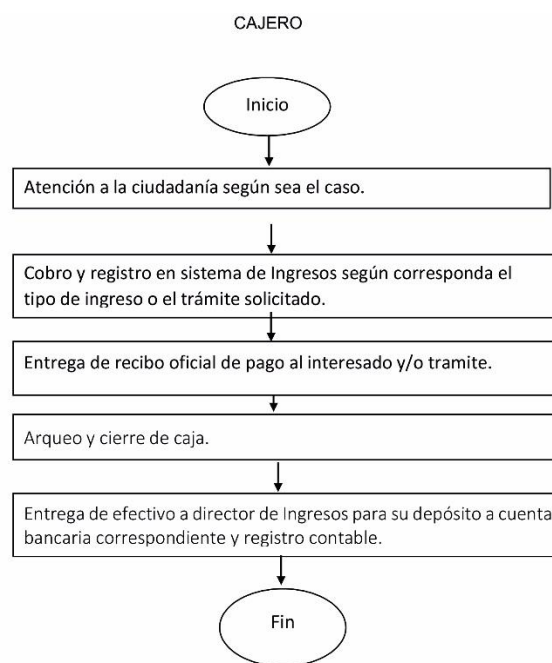 CAJERO
Inicio
Atención a la ciudadanía según sea el caso.
Cobro y registro en sistema de Ingresos según corresponda el
tipo de ingreso o el trámite solicitado.
Entrega de recibo oficial de pago al interesado y/o tramite.
Arqueo y cierre de caja.
Entrega de efectivo a director de Ingresos para su depósito a cuenta
bancaria correspondiente y registro contable.
Fin